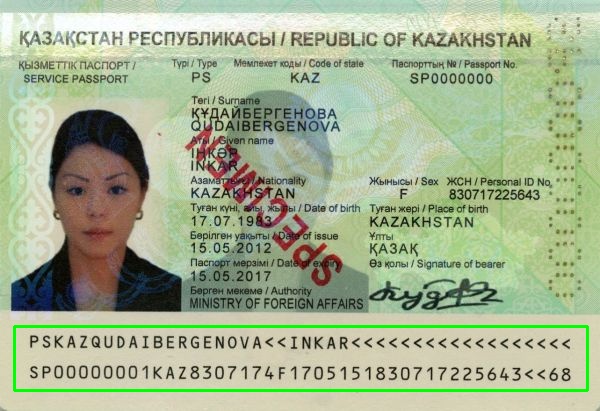 ҚАЗАҚСТАН РЕСПУБЛИКАСЫ / REPUBLIC OF KAZAKHSTAN
ҚЫЗМЕТТІК ПАСПОРТ / SERVICE PASSPORT
Түрі / Type
PS
Мемлекет коды / Code of state
KAZ
Паспорттың № / Passport No.
SP0000000
Тегі / Surname
ҚҰДАЙБЕРГЕНОВА
QUDAIBERGENOVA
Аты / Given name
ІҢКӘР
INKAR
Азаматтығы / Nationality
KAZAKHSTAN
Жынысы / Sex
F
ЖСН / Personal ID No.
830717225643
Туған күні, айы, жылы / Date of birth
17.07.1983
Туған жері / Place of birth
KAZAKHSTAN
Берілген уақыты / Date of issue
15.05.2012
Ұлты
ҚАЗАҚ
Паспорт мерзімі / Date of expiry
15.05.2017
Өз қолы / Signature of bearer
Берген мекеме / Authority
MINISTRY OF FOREIGN AFFAIRS
SPECIMEN
PSKAZQUDAIBERGENOVA<<INKAR<<<<<<<<<<<<<<<<<<
SP00000001KAZ8307174F1705151830717225643<<68